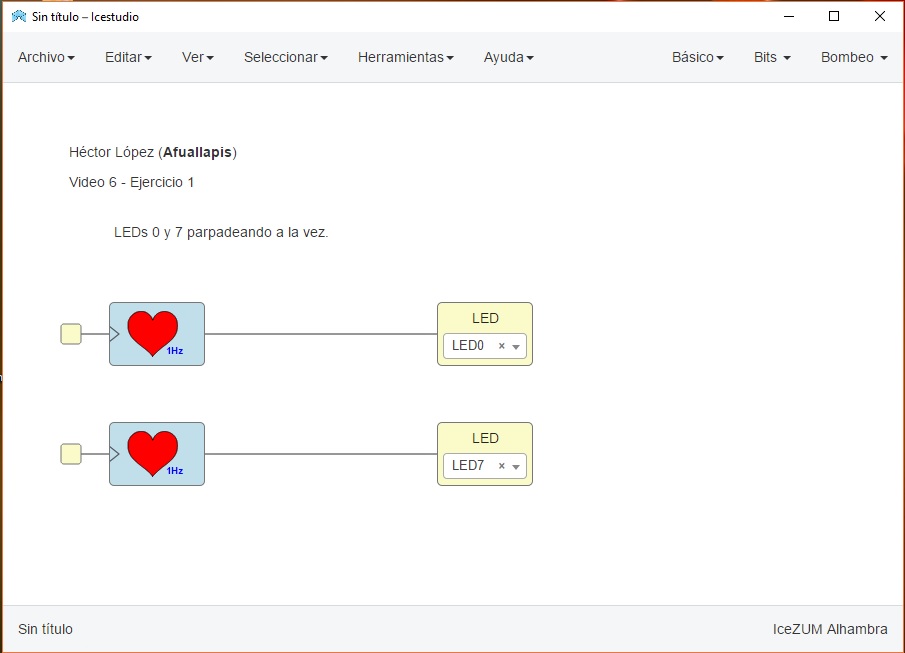 Sin título – Icestudio
Archivo Editar Ver Seleccionar Herramientas Ayuda Básico Bits Bombeo
Héctor López (Afuallapis)
Video 6 - Ejercicio 1
LEDs 0 y 7 parpadeando a la vez.
LED
1Hz LED0 ×
LED
1Hz LED7 ×
Sin título IceZUM Alhambra